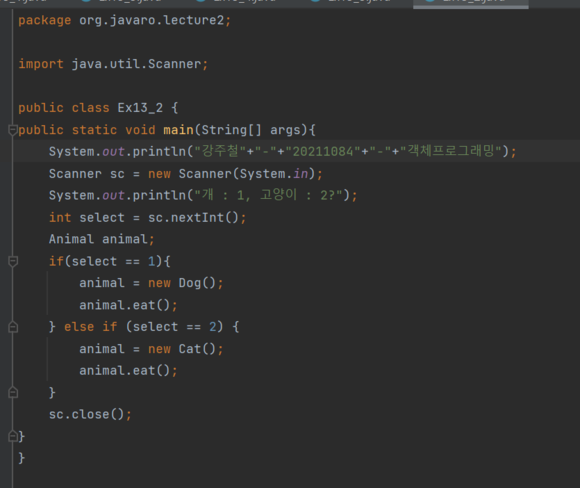 package org.javaro.lecture2;
import java.util.Scanner;
public class Ex13_2 {
public static void main(String[] args){
System.out.println("강주철"+"-"+"20211084"+"-"+"객체프로그래밍");
Scanner sc = new Scanner(System.in);
System.out.println("개 : 1, 고양이 : 2?");
int select = sc.nextInt();
Animal animal;
if(select == 1){
animal = new Dog();
animal.eat();
} else if (select == 2) {
animal = new Cat();
animal.eat();
}
sc.close();
}
}